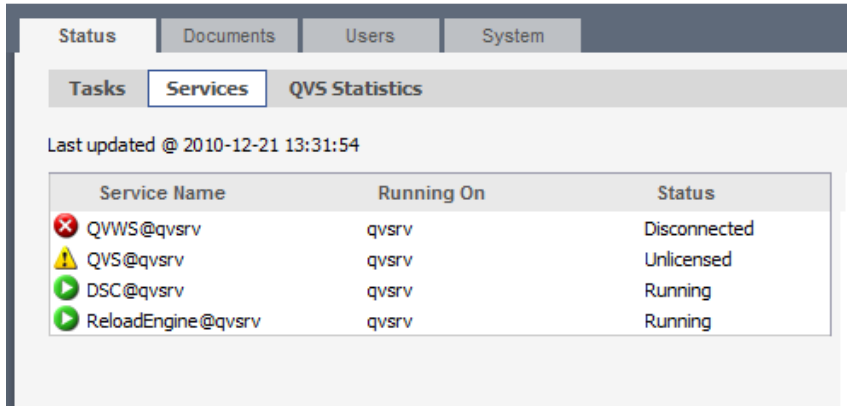 Status Documents Users System
Tasks Services QVS Statistics
Last updated @ 2010-12-21 13:31:54
Service Name Running On Status
QVWS@qvsrv qvsrv Disconnected
QVS@qvsrv qvsrv Unlicensed
DSC@qvsrv qvsrv Running
ReloadEngine@qvsrv qvsrv Running